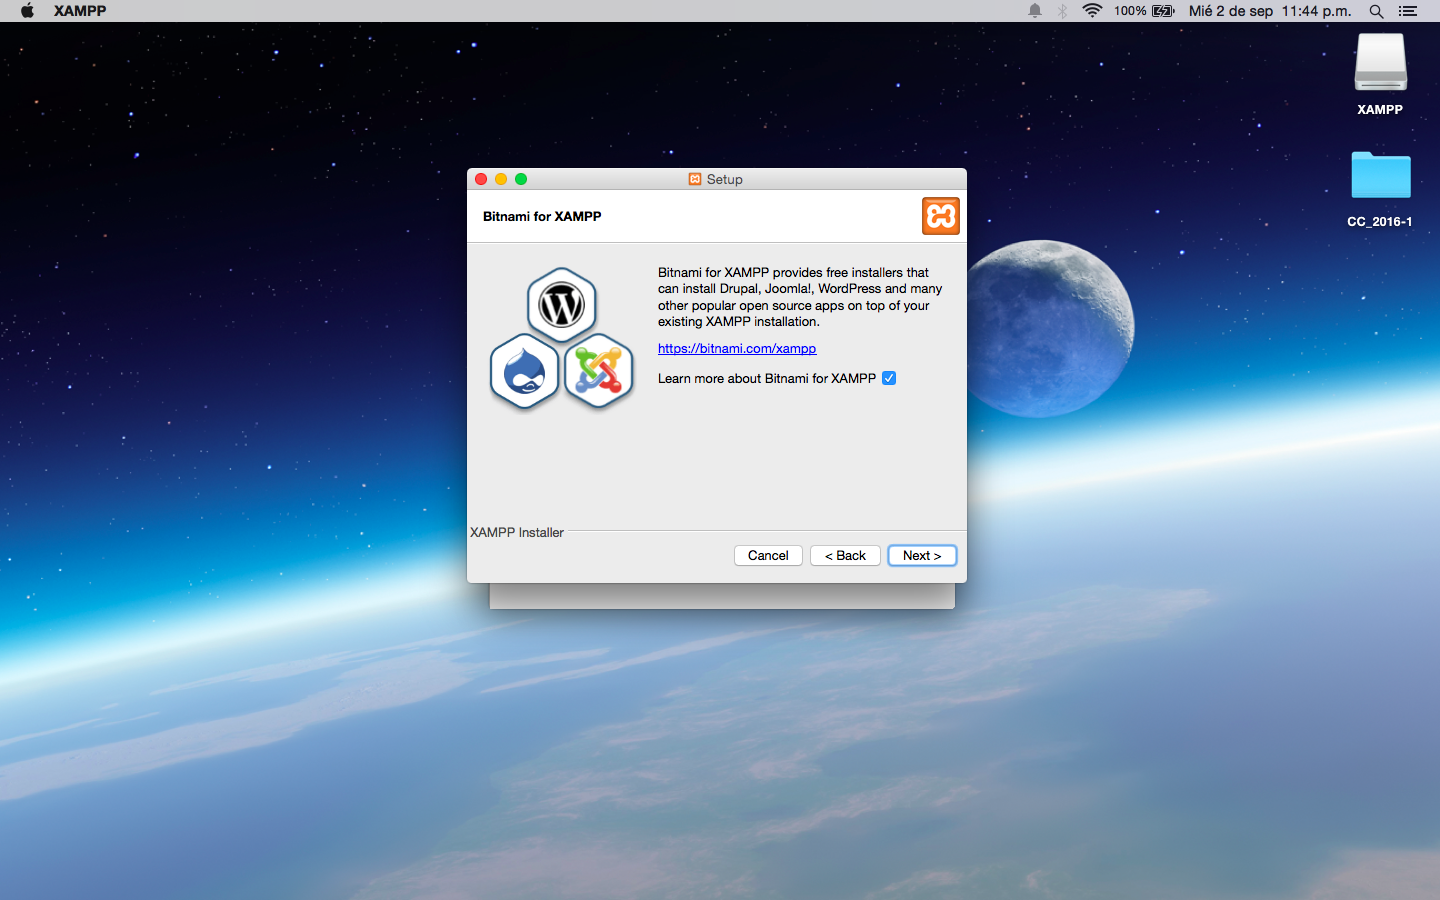 XAMPP
100%
Mié 2 de sep 11:44 p.m.
XAMPP
CC_2016-1
Setup
Bitnami for XAMPP
Bitnami for XAMPP provides free installers that
can install Drupal, Joomla!, WordPress and many
other popular open source apps on top of your
existing XAMPP installation.
https://bitnami.com/xampp
Learn more about Bitnami for XAMPP
XAMPP Installer
Cancel
< Back
Next >